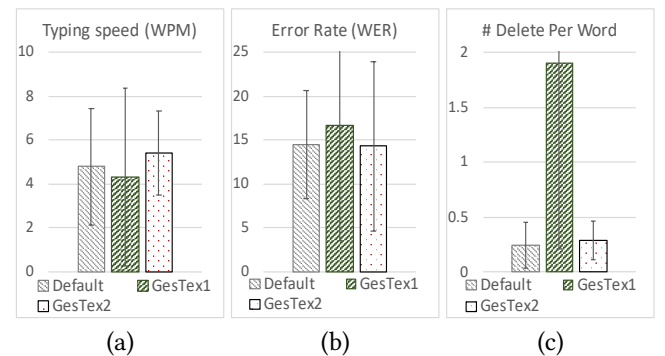 Typing speed (WPM)
10
8
6
4
2
0
Default GesTex1
GesTex2
(a)
Error Rate (WER)
25
20
15
10
5
0
Default GesTex1
GesTex2
(b)
# Delete Per Word
2
1.5
1
0.5
0
Default GesTex1
GesTex2
(c)